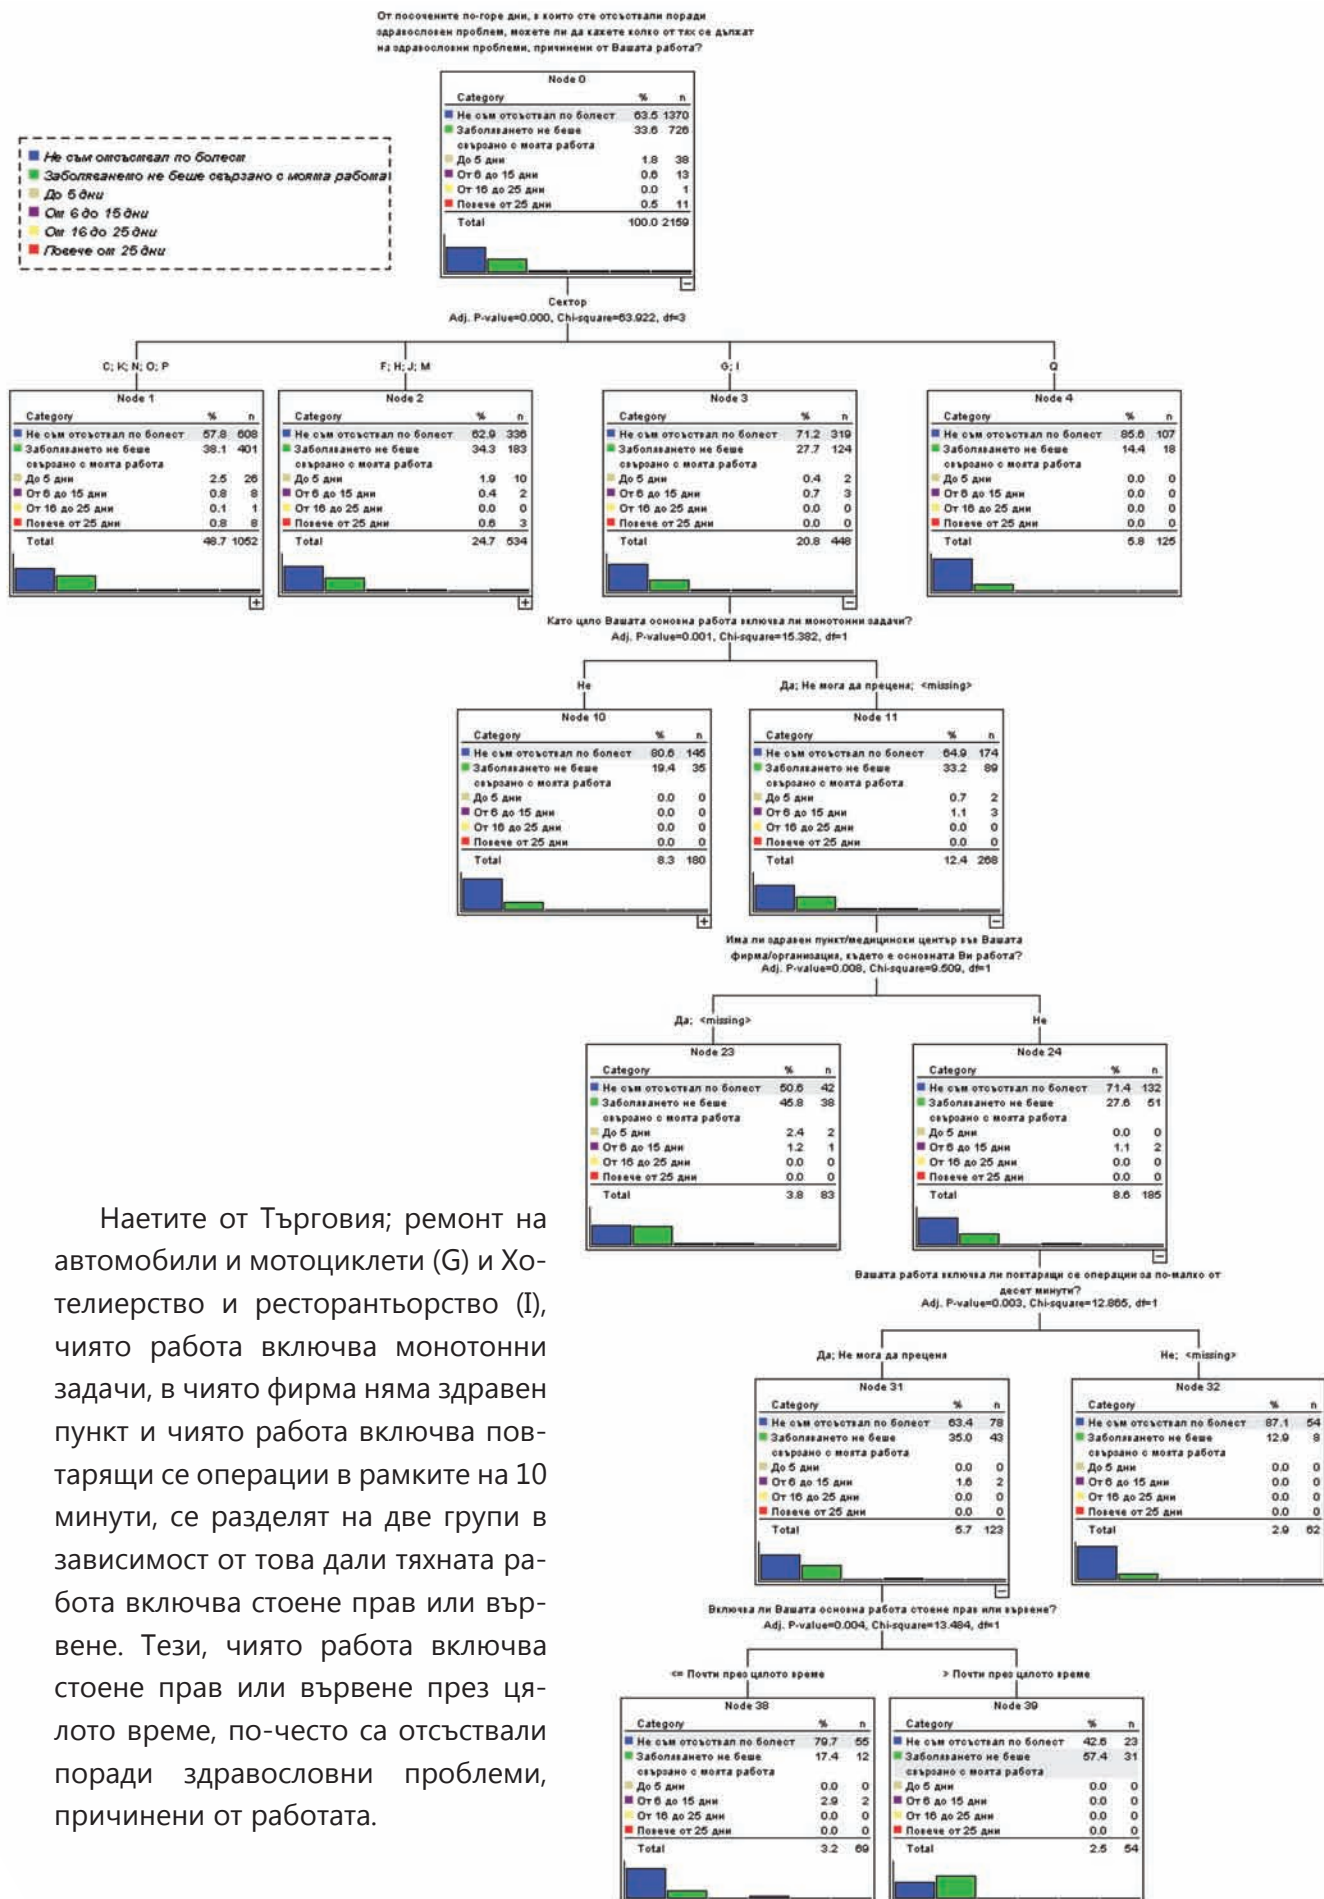 От посочените по-горе дни, в които сте отсъствали поради
здравословен проблем, можете ли да кажете колко от тях се дължат
на здравословни проблеми, причинени от Вашата работа?
Не съм отсъствал по болест
Заболяването не беше свързано с моята работа
До 5 дни
От 6 до 15 дни
От 16 до 25 дни
Повече от 25 дни
Node 0
Category % n
Не съм отсъствал по болест 63.5 1370
Заболяването не беше 33.6 726
свързано с моята работа
До 5 дни 1.8 38
От 6 до 15 дни 0.6 13
От 16 до 25 дни 0.0 1
Повече от 25 дни 0.5 11
Total 100.0 2159
Сектор
Adj. P-value=0.000, Chi-square=63.922, df=3
C; K; N; O; P
Node 1
Category % n
Не съм отсъствал по болест 57.8 608
Заболяването не беше 38.1 401
свързано с моята работа
До 5 дни 2.5 26
От 6 до 15 дни 0.8 8
От 16 до 25 дни 0.1 1
Повече от 25 дни 0.8 8
Total 48.7 1052
F; H; J; M
Node 2
Category % n
Не съм отсъствал по болест 62.9 336
Заболяването не беше 34.3 183
свързано с моята работа
До 5 дни 1.9 10
От 6 до 15 дни 0.4 2
От 16 до 25 дни 0.0 0
Повече от 25 дни 0.6 3
Total 24.7 534
G; I
Node 3
Category % n
Не съм отсъствал по болест 71.2 319
Заболяването не беше 27.7 124
свързано с моята работа
До 5 дни 0.4 2
От 6 до 15 дни 0.7 3
От 16 до 25 дни 0.0 0
Повече от 25 дни 0.0 0
Total 20.8 448
Q
Node 4
Category % n
Не съм отсъствал по болест 85.6 107
Заболяването не беше 14.4 18
свързано с моята работа
До 5 дни 0.0 0
От 6 до 15 дни 0.0 0
От 16 до 25 дни 0.0 0
Повече от 25 дни 0.0 0
Total 5.8 125
Като цяло Вашата основна работа включва ли монотонни задачи?
Adj. P-value=0.001, Chi-square=15.382, df=1
Не
Node 10
Category % n
Не съм отсъствал по болест 80.6 145
Заболяването не беше 19.4 35
свързано с моята работа
До 5 дни 0.0 0
От 6 до 15 дни 0.0 0
От 16 до 25 дни 0.0 0
Повече от 25 дни 0.0 0
Total 8.3 180
Да; Не мога да преценя; <missing>
Node 11
Category % n
Не съм отсъствал по болест 64.9 174
Заболяването не беше 33.2 89
свързано с моята работа
До 5 дни 0.7 2
От 6 до 15 дни 1.1 3
От 16 до 25 дни 0.0 0
Повече от 25 дни 0.0 0
Total 12.4 268
Има ли здравен пункт/медицински център във Вашата
фирма/организация, където е основната Ви работа?
Adj. P-value=0.008, Chi-square=9.509, df=1
Да; <missing>
Node 23
Category % n
Не съм отсъствал по болест 50.6 42
Заболяването не беше 45.8 38
свързано с моята работа
До 5 дни 2.4 2
От 6 до 15 дни 1.2 1
От 16 до 25 дни 0.0 0
Повече от 25 дни 0.0 0
Total 3.8 83
Не
Node 24
Category % n
Не съм отсъствал по болест 71.4 132
Заболяването не беше 27.6 51
свързано с моята работа
До 5 дни 0.0 0
От 6 до 15 дни 1.1 2
От 16 до 25 дни 0.0 0
Повече от 25 дни 0.0 0
Total 8.6 185
Вашата работа включва ли повтарящи се операции за по-малко от
десет минути?
Adj. P-value=0.003, Chi-square=12.865, df=1
Да; Не мога да преценя
Node 31
Category % n
Не съм отсъствал по болест 63.4 78
Заболяването не беше 35.0 43
свързано с моята работа
До 5 дни 0.0 0
От 6 до 15 дни 1.6 2
От 16 до 25 дни 0.0 0
Повече от 25 дни 0.0 0
Total 5.7 123
Не; <missing>
Node 32
Category % n
Не съм отсъствал по болест 87.1 54
Заболяването не беше 12.9 8
свързано с моята работа
До 5 дни 0.0 0
От 6 до 15 дни 0.0 0
От 16 до 25 дни 0.0 0
Повече от 25 дни 0.0 0
Total 2.9 62
Включва ли Вашата основна работа стоене прав или вървене?
Adj. P-value=0.004, Chi-square=13.484, df=1
<= Почти през цялото време
Node 38
Category % n
Не съм отсъствал по болест 79.7 55
Заболяването не беше 17.4 12
свързано с моята работа
До 5 дни 0.0 0
От 6 до 15 дни 2.9 2
От 16 до 25 дни 0.0 0
Повече от 25 дни 0.0 0
Total 3.2 69
> Почти през цялото време
Node 39
Category % n
Не съм отсъствал по болест 42.6 23
Заболяването не беше 57.4 31
свързано с моята работа
До 5 дни 0.0 0
От 6 до 15 дни 0.0 0
От 16 до 25 дни 0.0 0
Повече от 25 дни 0.0 0
Total 2.5 54
Наетите от Търговия; ремонт на
автомобили и мотоциклети (G) и Хо-
телиерство и ресторантьорство (I),
чиято работа включва монотонни
задачи, в чиято фирма няма здравен
пункт и чиято работа включва пов-
тарящи се операции в рамките на 10
минути, се разделят на две групи в
зависимост от това дали тяхната ра-
бота включва стоене прав или вър-
вене. Тези, чиято работа включва
стоене прав или вървене през ця-
лото време, по-често са отсъствали
поради здравословни проблеми,
причинени от работата.